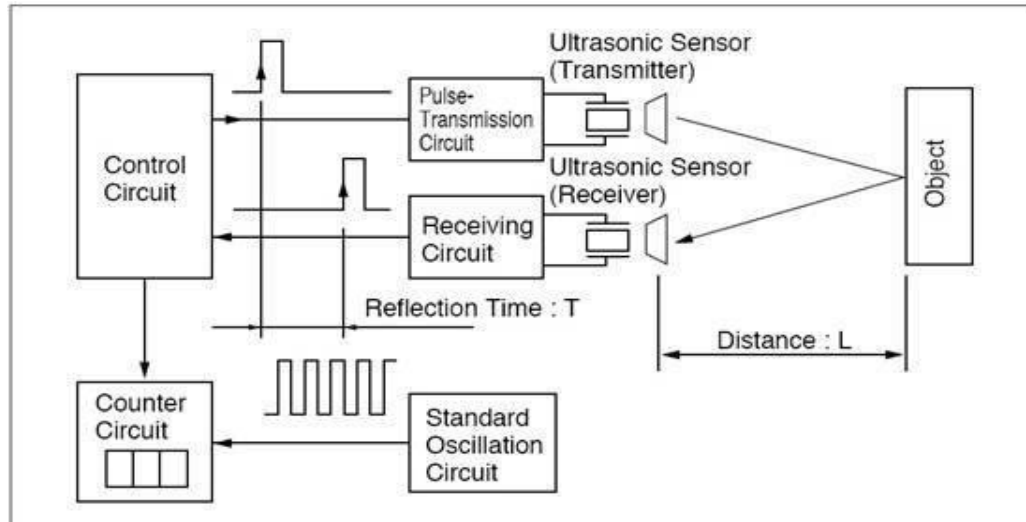 Control
Circuit
Pulse-
Transmission
Circuit
Ultrasonic Sensor
(Transmitter)
Ultrasonic Sensor
(Receiver)
Receiving
Circuit
Object
Reflection Time : T
Distance : L
Counter
Circuit
Standard
Oscillation
Circuit